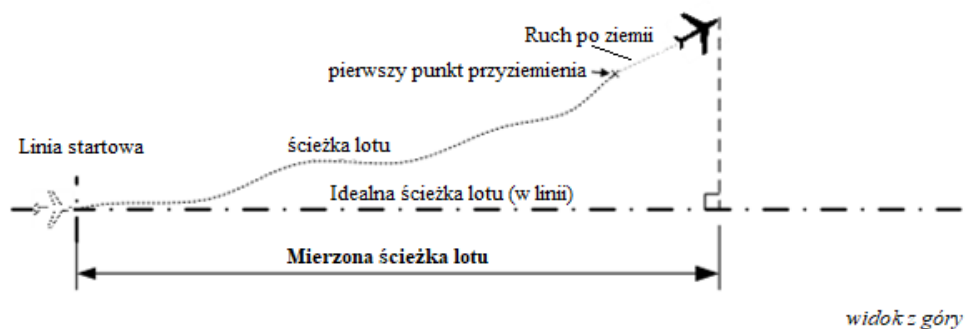 Ruch po ziemii
pierwszy punkt przyziemienia
Linia startowa
ścieżka lotu
Idealna ścieżka lotu (w linii)
Mierzona ścieżka lotu
widok z góry